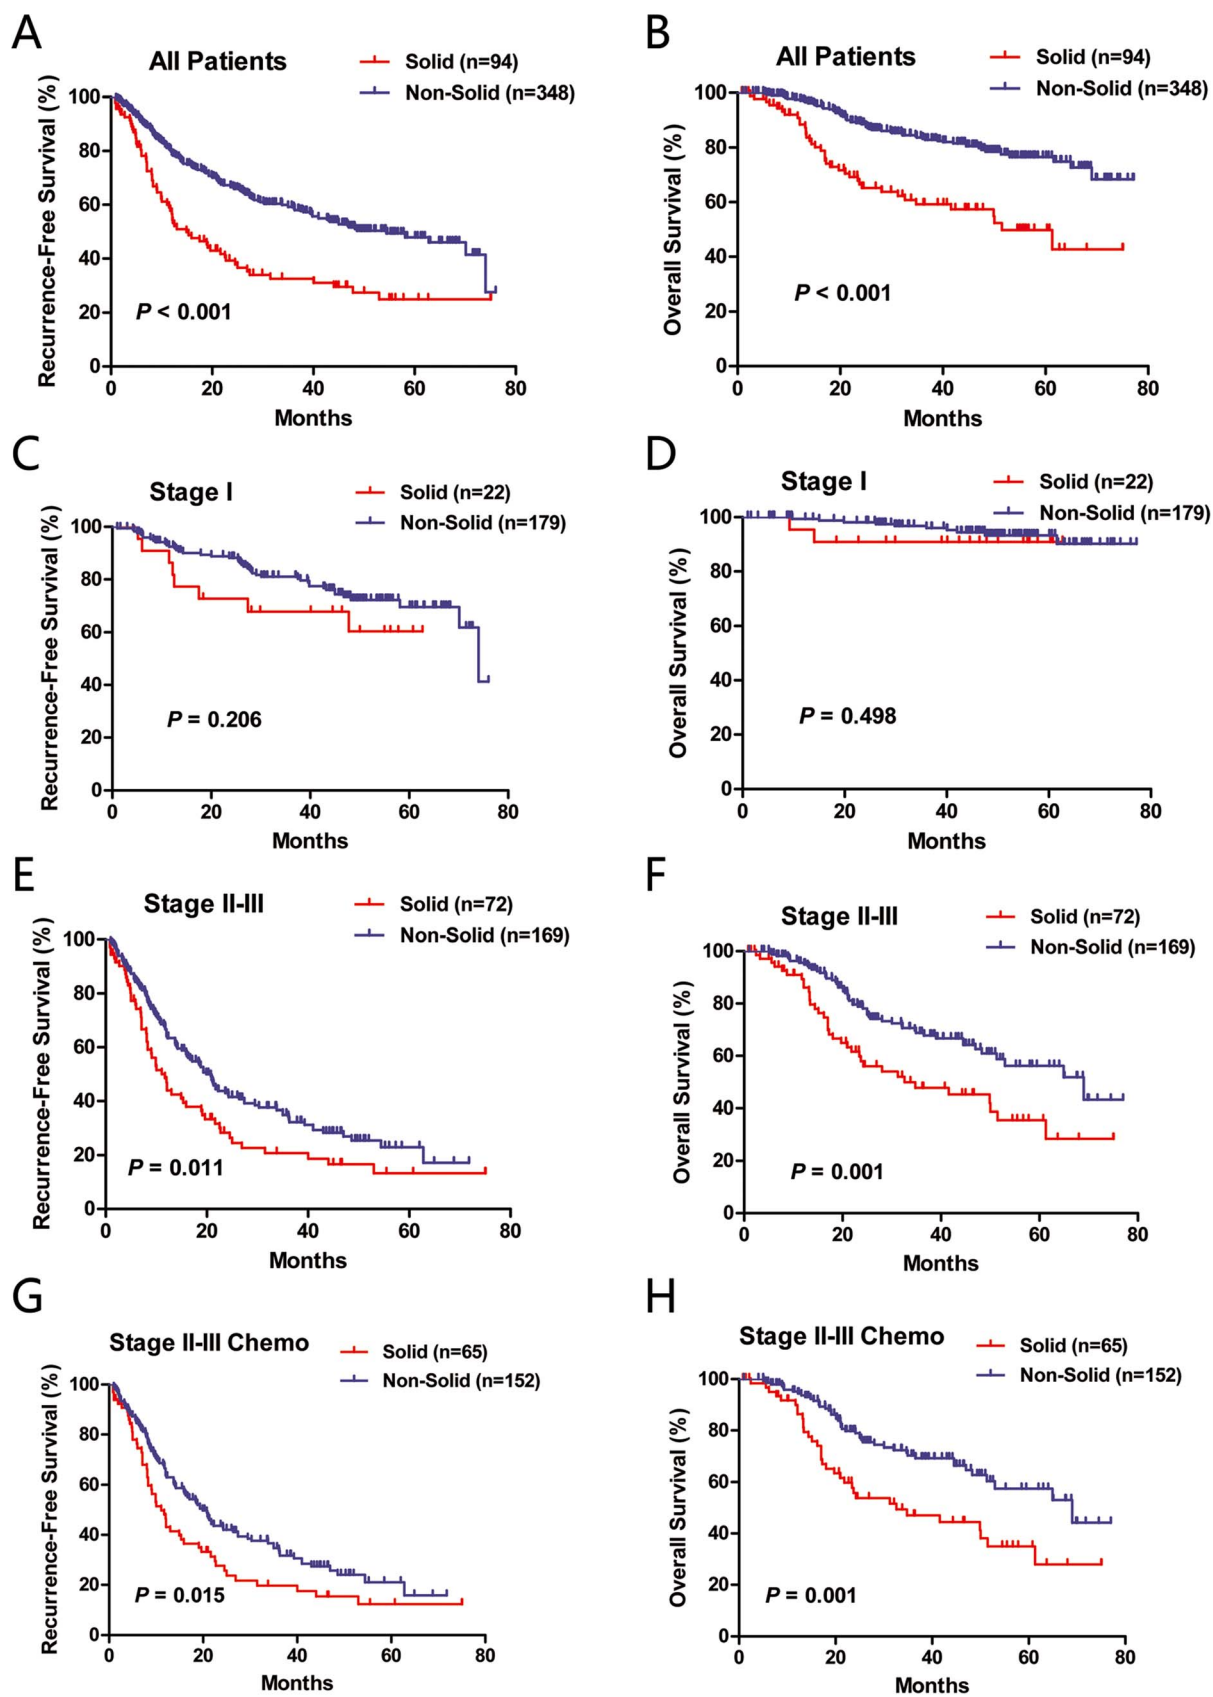 A
All Patients
Solid (n=94)
Non-Solid (n=348)
Recurrence-Free Survival (%)
100
80
60
40
20
0
P < 0.001
0 20 40 60 80
Months
B
All Patients
Solid (n=94)
Non-Solid (n=348)
Overall Survival (%)
100
80
60
40
20
0
P < 0.001
0 20 40 60 80
Months
C
Stage I
Solid (n=22)
Non-Solid (n=179)
Recurrence-Free Survival (%)
100
80
60
40
20
0
P = 0.206
0 20 40 60 80
Months
D
Stage I
Solid (n=22)
Non-Solid (n=179)
Overall Survival (%)
100
80
60
40
20
0
P = 0.498
0 20 40 60 80
Months
E
Stage II-III
Solid (n=72)
Non-Solid (n=169)
Recurrence-Free Survival (%)
100
80
60
40
20
0
P = 0.011
0 20 40 60 80
Months
F
Stage II-III
Solid (n=72)
Non-Solid (n=169)
Overall Survival (%)
100
80
60
40
20
0
P = 0.001
0 20 40 60 80
Months
G
Stage II-III Chemo
Solid (n=65)
Non-Solid (n=152)
Recurrence-Free Survival (%)
100
80
60
40
20
0
P = 0.015
0 20 40 60 80
Months
H
Stage II-III Chemo
Solid (n=65)
Non-Solid (n=152)
Overall Survival (%)
100
80
60
40
20
0
P = 0.001
0 20 40 60 80
Months